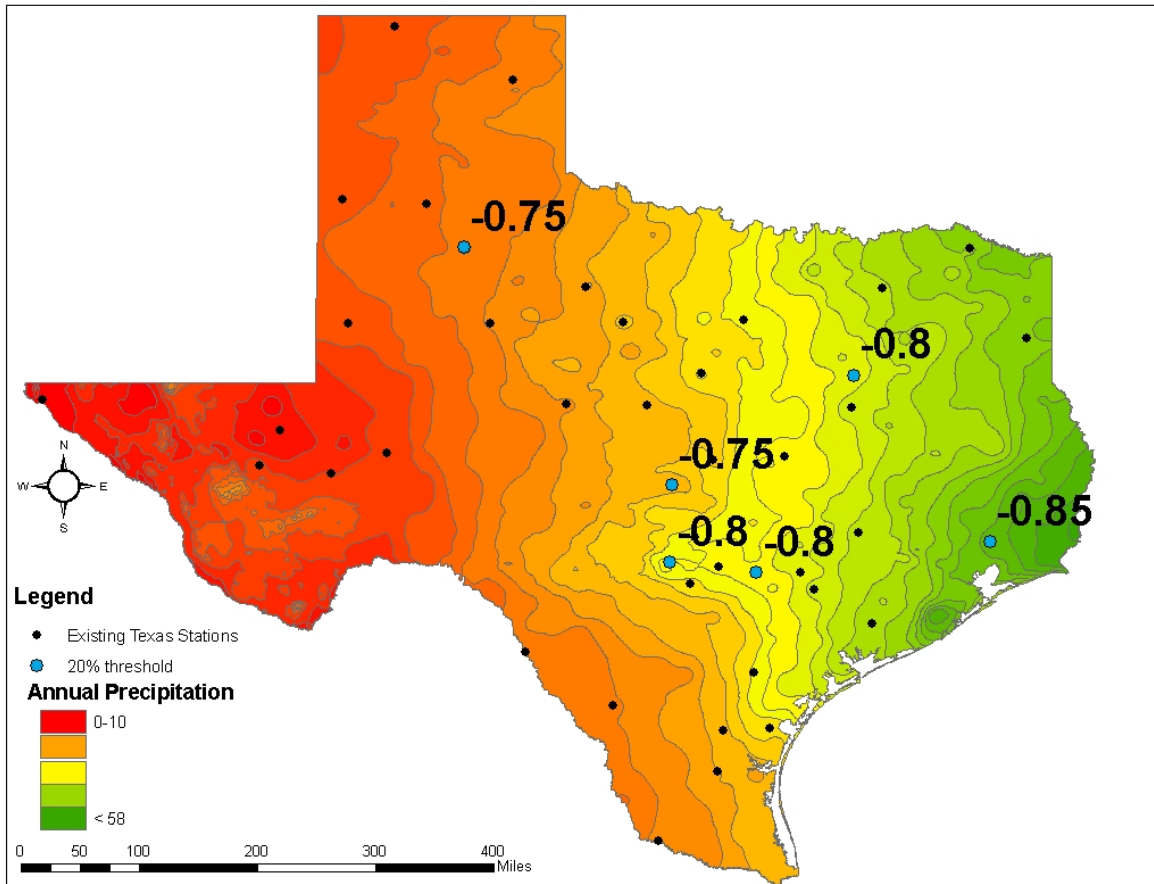 -0.75
-0.8
-0.75
-0.85
-0.8
-0.8
N
W
E
S
Legend
Existing Texas Stations
20% threshold
Annual Precipitation
0-10
< 58
0
100
200
300
400
Miles